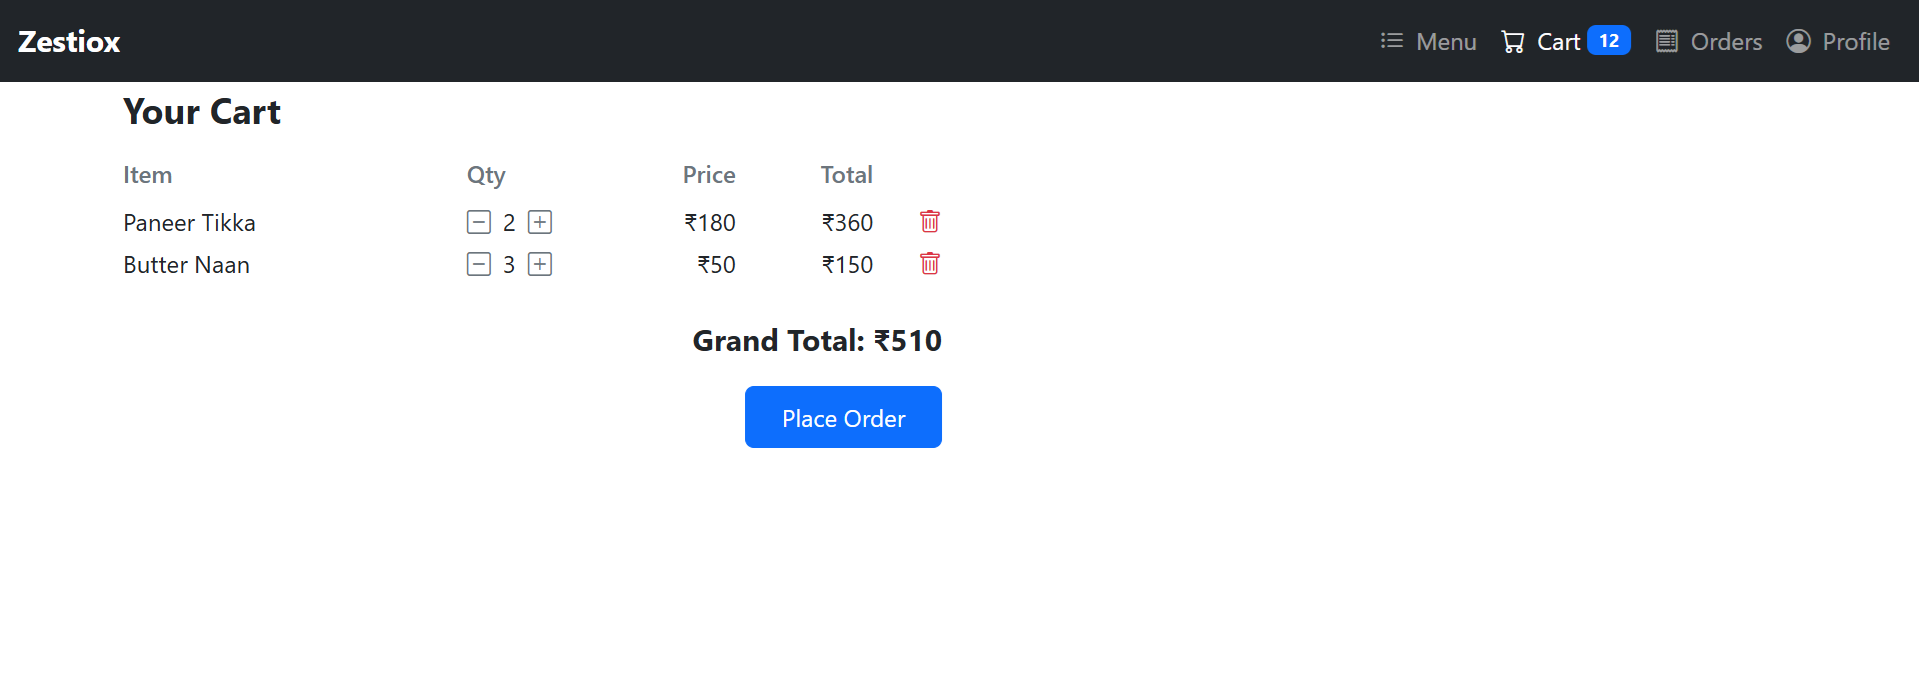 Zestiox Menu Cart 12 Orders Profile
Your Cart
Item Qty Price Total
Paneer Tikka 2 ₹180 ₹360
Butter Naan 3 ₹50 ₹150
Grand Total: ₹510
Place Order